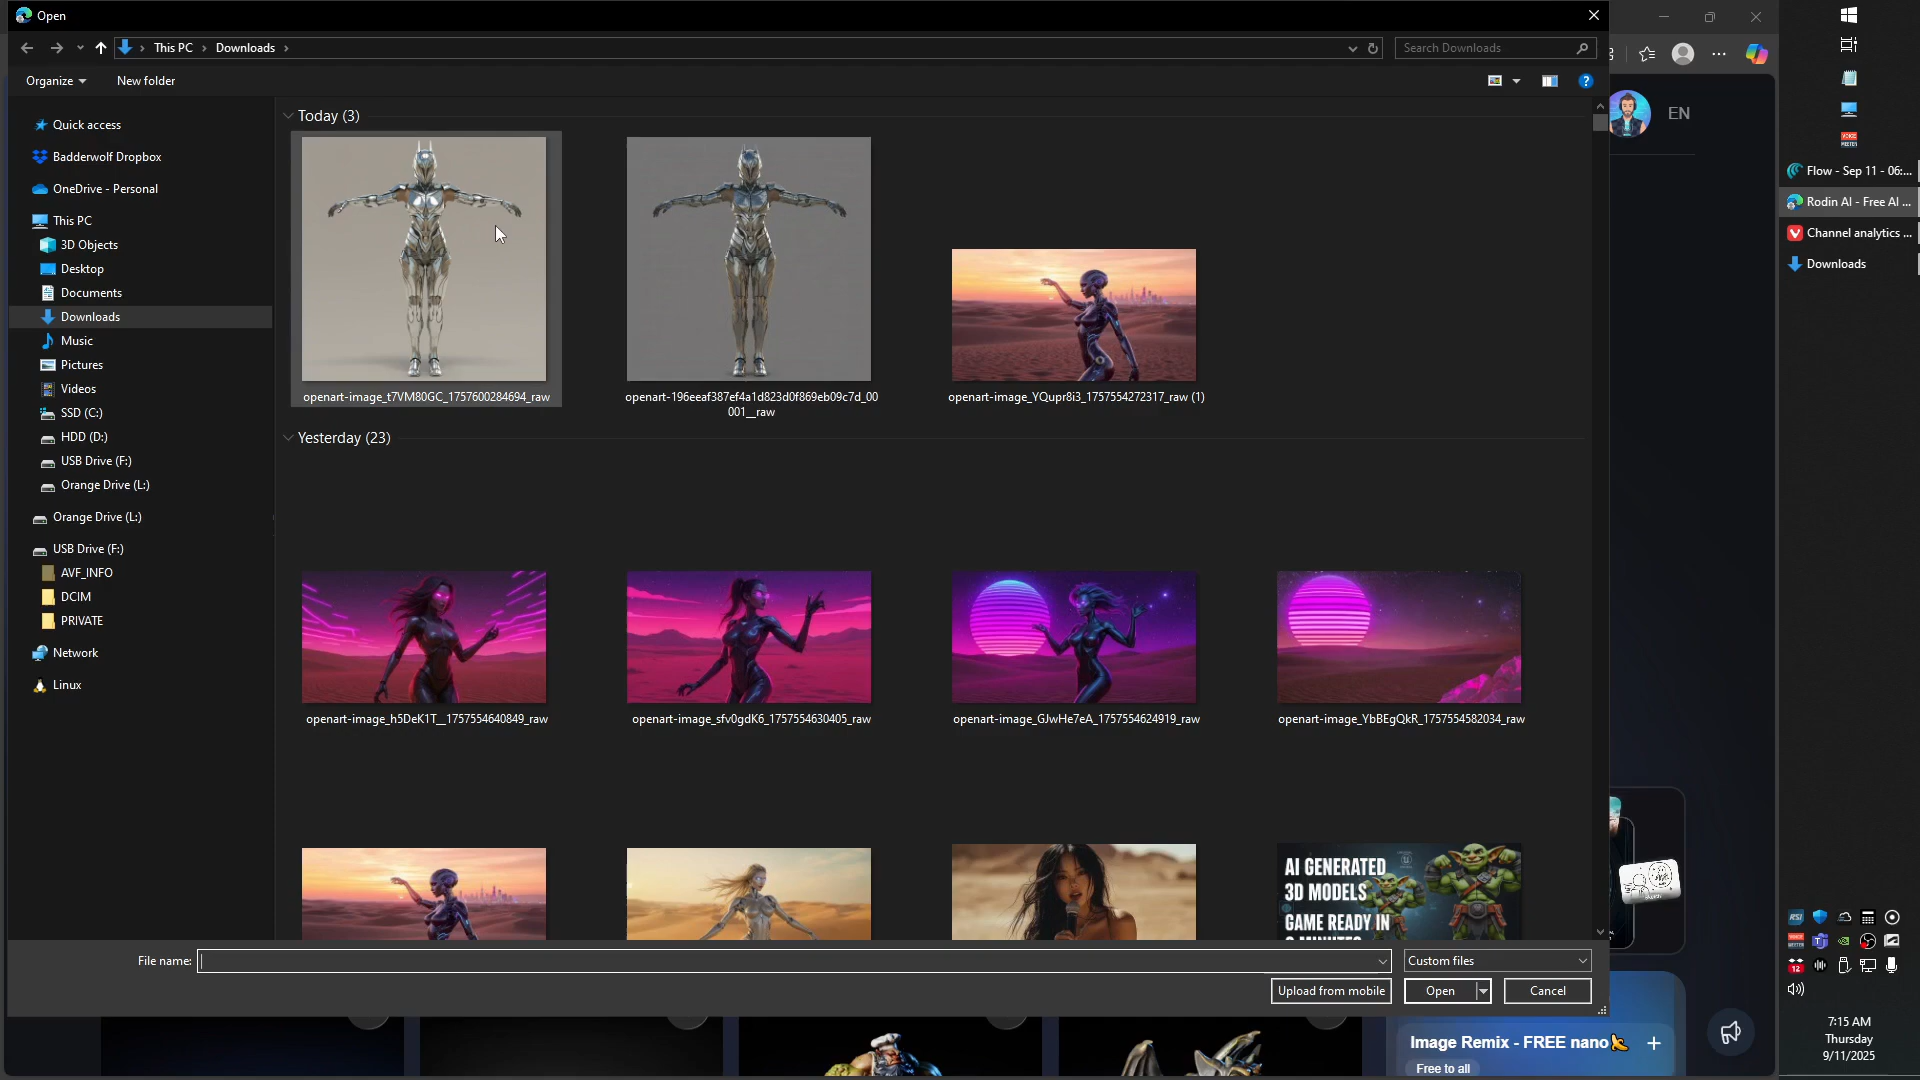 Open
This PC
Downloads
Search Downloads
Organize
New folder
Quick access
Badderwolf Dropbox
OneDrive - Personal
This PC
3D Objects
Desktop
Documents
Downloads
Music
Pictures
Videos
SSD (C:)
HDD (D:)
USB Drive (F:)
Orange Drive (L:)
Orange Drive (L:)
USB Drive (F:)
AVF_INFO
DCIM
PRIVATE
Network
Linux
Today (3)
openart-image_t7VM80GC_1757600284694_raw
openart-196eeaf387ef4a1d823d0f869eb09c7d_00
001__raw
openart-image_YQupr8i3_1757554272317_raw (1)
Yesterday (23)
openart-image_h5DeK1T__1757554640849_raw
openart-image_sfv0gdK6_1757554630405_raw
openart-image_GJwHe7eA_1757554624919_raw
openart-image_YbBEgQkR_1757554582034_raw
AI GENERATED
3D MODELS
GAME READY IN
File name:
Custom files
Upload from mobile
Open
Cancel
EN
Image Remix - FREE nano
Free to all
Flow - Sep 11 - 06:...
Rodin AI - Free AI ...
Channel analytics ...
Downloads
RSI
12
7:15 AM
Thursday
9/11/2025